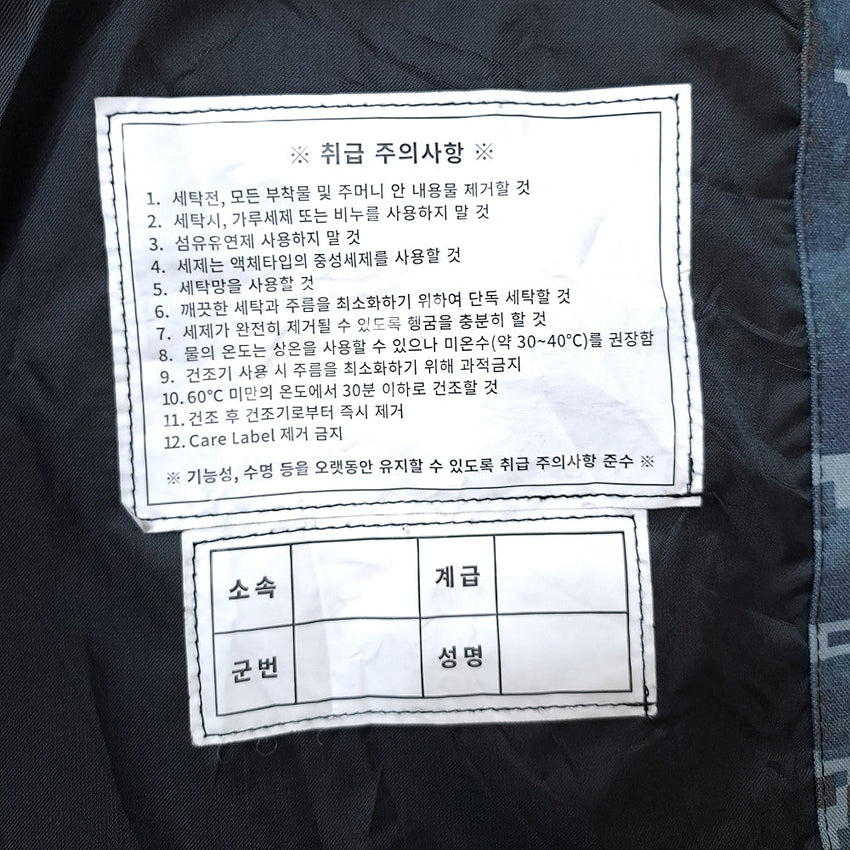 ※ 취급 주의사항 ※
1. 세탁전, 모든 부착물 및 주머니 안 내용물 제거할 것
2. 세탁시, 가루세제 또는 비누를 사용하지 말 것
3. 섬유유연제 사용하지 말 것
4. 세제는 액체타입의 중성세제를 사용할 것
5. 세탁망을 사용할 것
6. 깨끗한 세탁과 주름을 최소화하기 위하여 단독 세탁할 것
7. 세제가 완전히 제거될 수 있도록 헹굼을 충분히 할 것
8. 물의 온도는 상온을 사용할 수 있으나 미온수(약 30~40°C)를 권장함
9. 건조기 사용 시 주름을 최소화하기 위해 과적금지
10. 60°C 미만의 온도에서 30분 이하로 건조할 것
11. 건조 후 건조기로부터 즉시 제거
12. Care Label 제거 금지
※ 기능성, 수명 등을 오랫동안 유지할 수 있도록 취급 주의사항 준수 ※
소속 계급
군번 성명